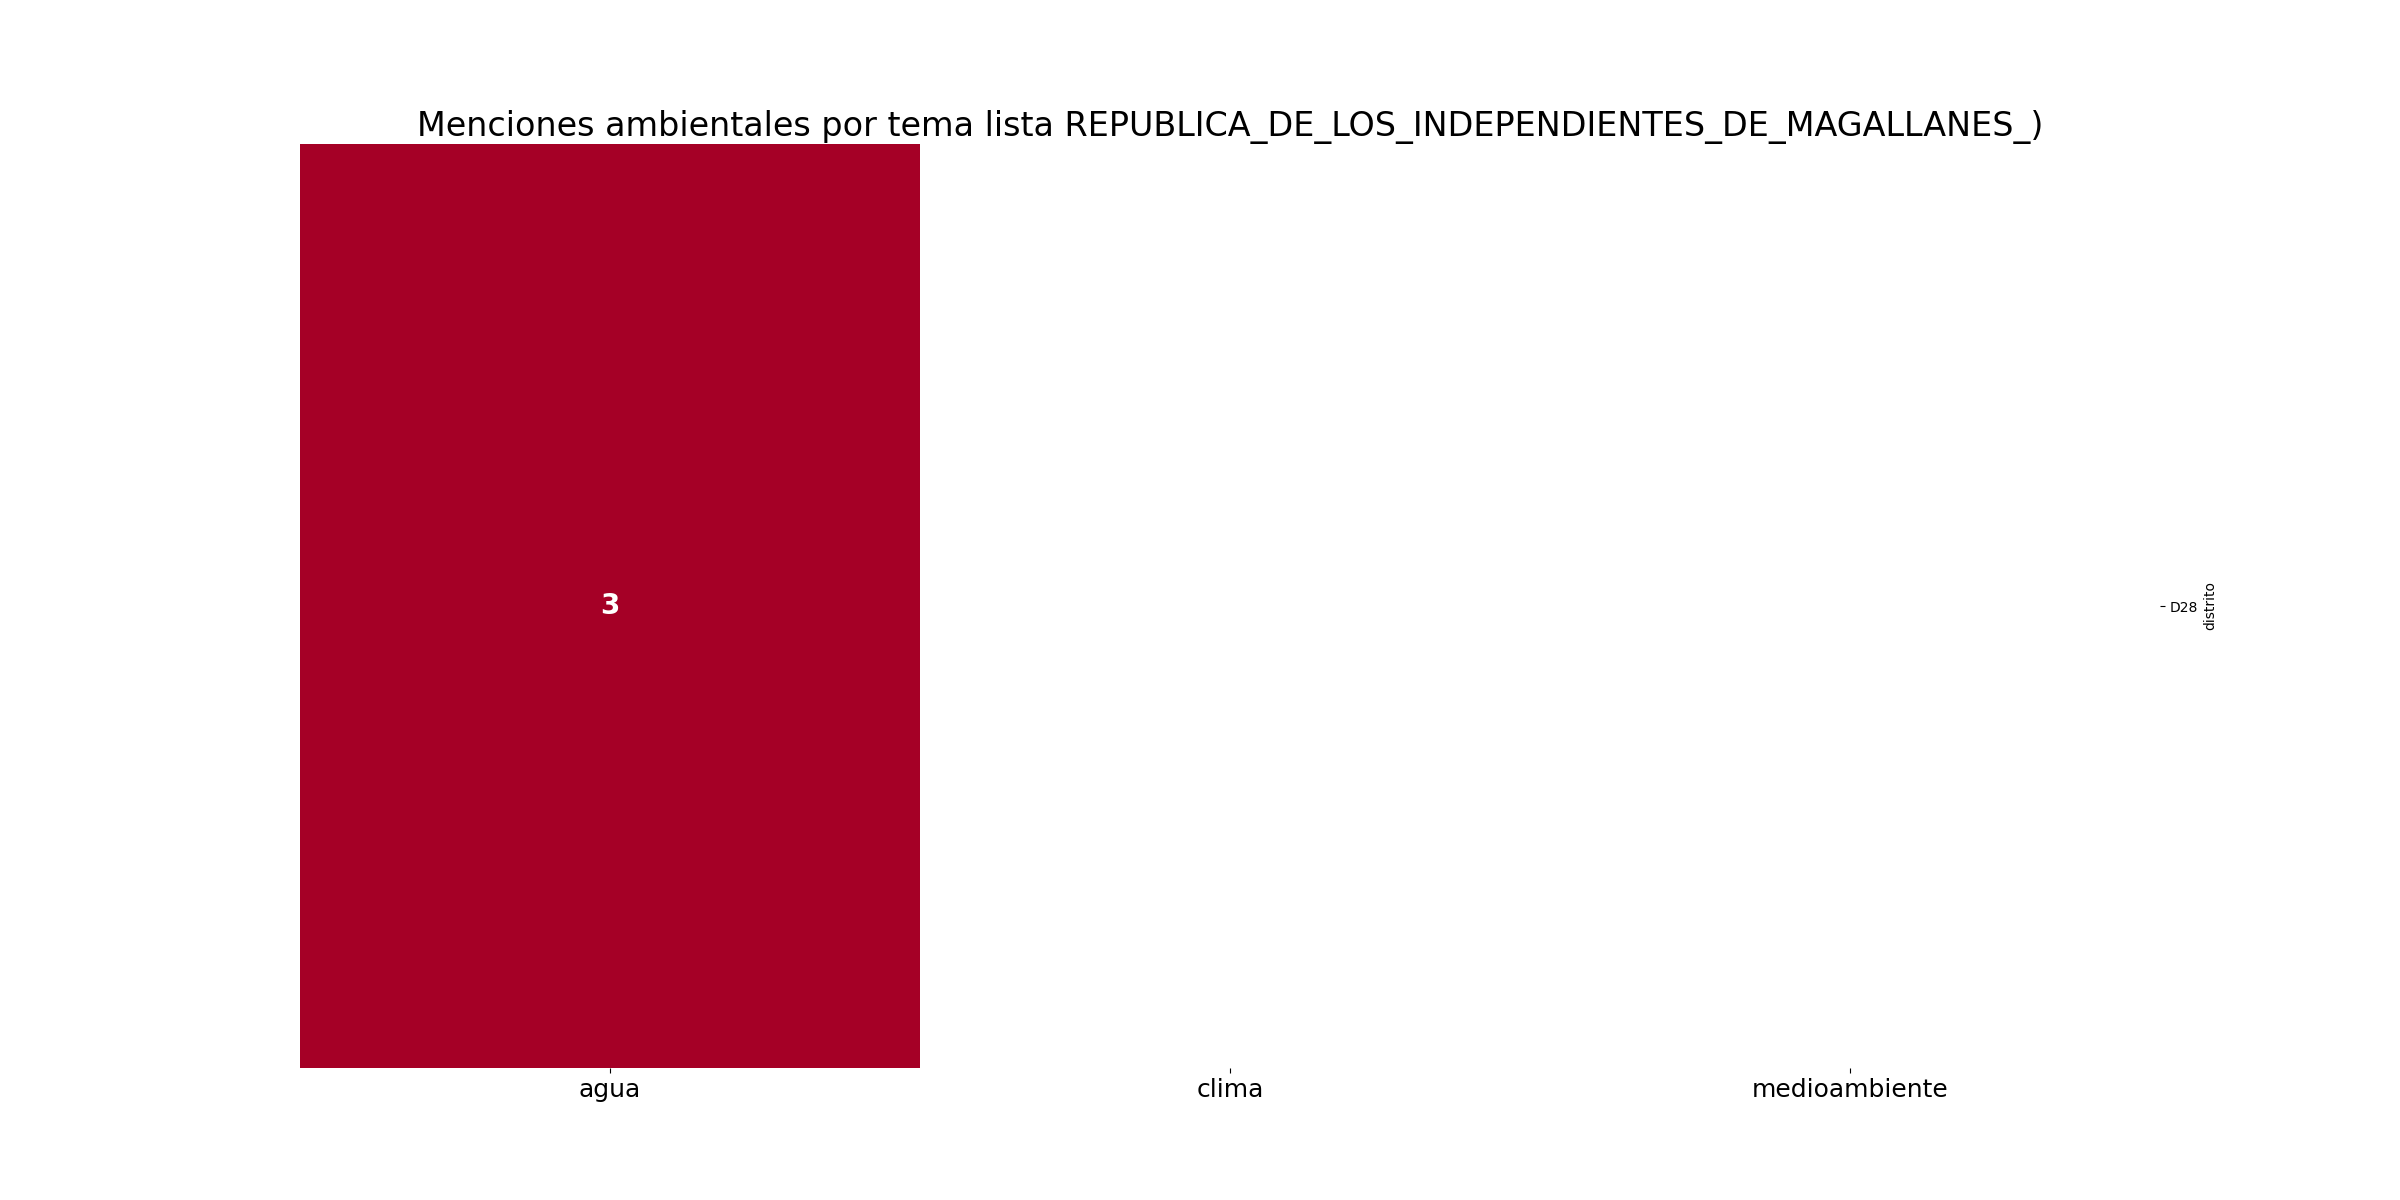 Menciones ambientales por tema lista REPUBLICA_DE_LOS_INDEPENDIENTES_DE_MAGALLANES_)
3
D28
distrito
agua
clima
medioambiente